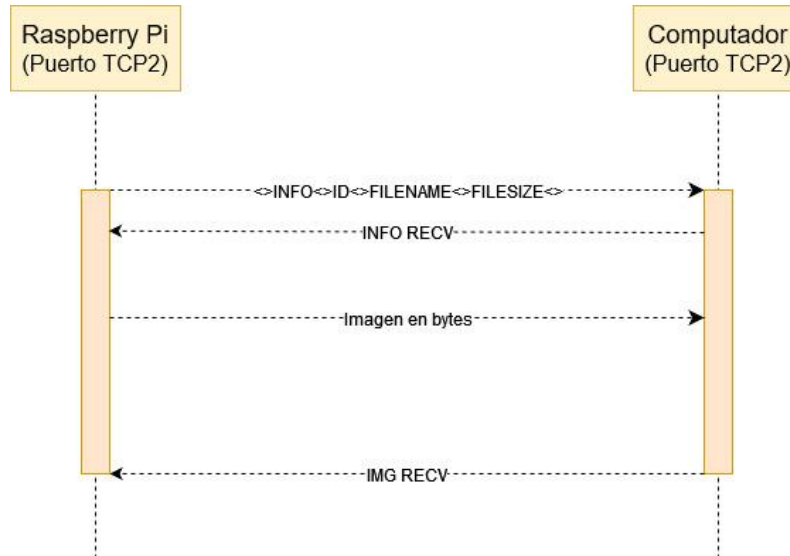 Raspberry Pi
(Puerto TCP2)
Computador
(Puerto TCP2)
<>INFO<>ID<>FILENAME<>FILESIZE<>
INFO RECV
Imagen en bytes
IMG RECV